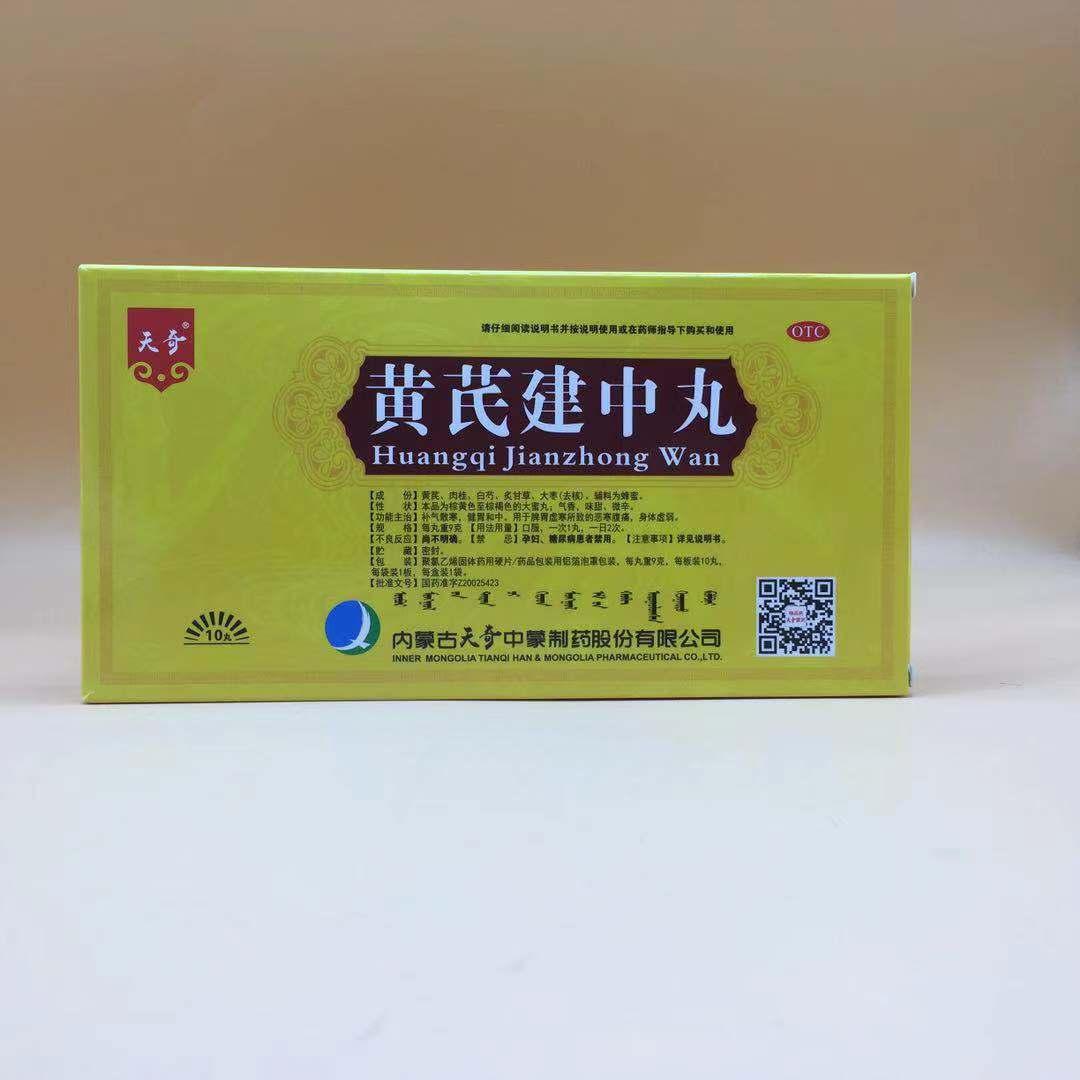 天奇®
请仔细阅读说明书并按说明使用或在药师指导下购买和使用
OTC
黄芪建中丸
Huangqi Jianzhong Wan
【成　份】黄芪、肉桂、白芍、炙甘草、大枣(去核)。辅料为蜂蜜。
【性　状】本品为棕黄色至棕褐色的大蜜丸；气香，味甜、微辛。
【功能主治】补气散寒，健胃和中。用于脾胃虚寒所致的恶寒腹痛，身体虚弱。
【规　格】每丸重9克【用法用量】口服，一次1丸，一日2次。
【不良反应】尚不明确。【禁　忌】孕妇、糖尿病患者禁用。【注意事项】详见说明书。
【贮　藏】密封。
【包　装】聚氯乙烯固体药用硬片/药品包装用铝箔泡罩包装，每丸重9克，每板装10丸，
每袋装1板，每盒装1袋。
【批准文号】国药准字Z20025423
10丸
内蒙古天奇中蒙制药股份有限公司
INNER MONGOLIA TIANQI HAN & MONGOLIA PHARMACEUTICAL CO.,LTD.